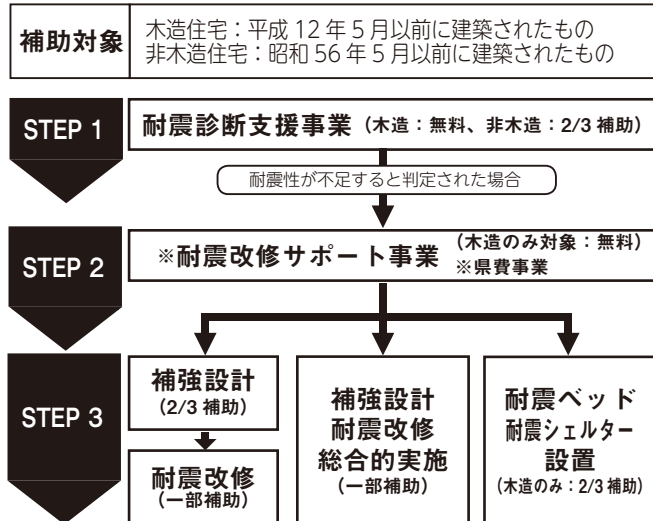 補助対象
木造住宅：平成 12 年 5 月以前に建築されたもの
非木造住宅：昭和 56 年 5 月以前に建築されたもの
STEP 1
耐震診断支援事業（木造：無料、非木造：2/3 補助）
耐震性が不足すると判定された場合
STEP 2
※耐震改修サポート事業
（木造のみ対象：無料）
※県費事業
STEP 3
補強設計
（2/3 補助）
耐震改修
（一部補助）
補強設計
耐震改修
総合的実施
（一部補助）
耐震ベッド
耐震シェルター
設置
（木造のみ：2/3 補助）